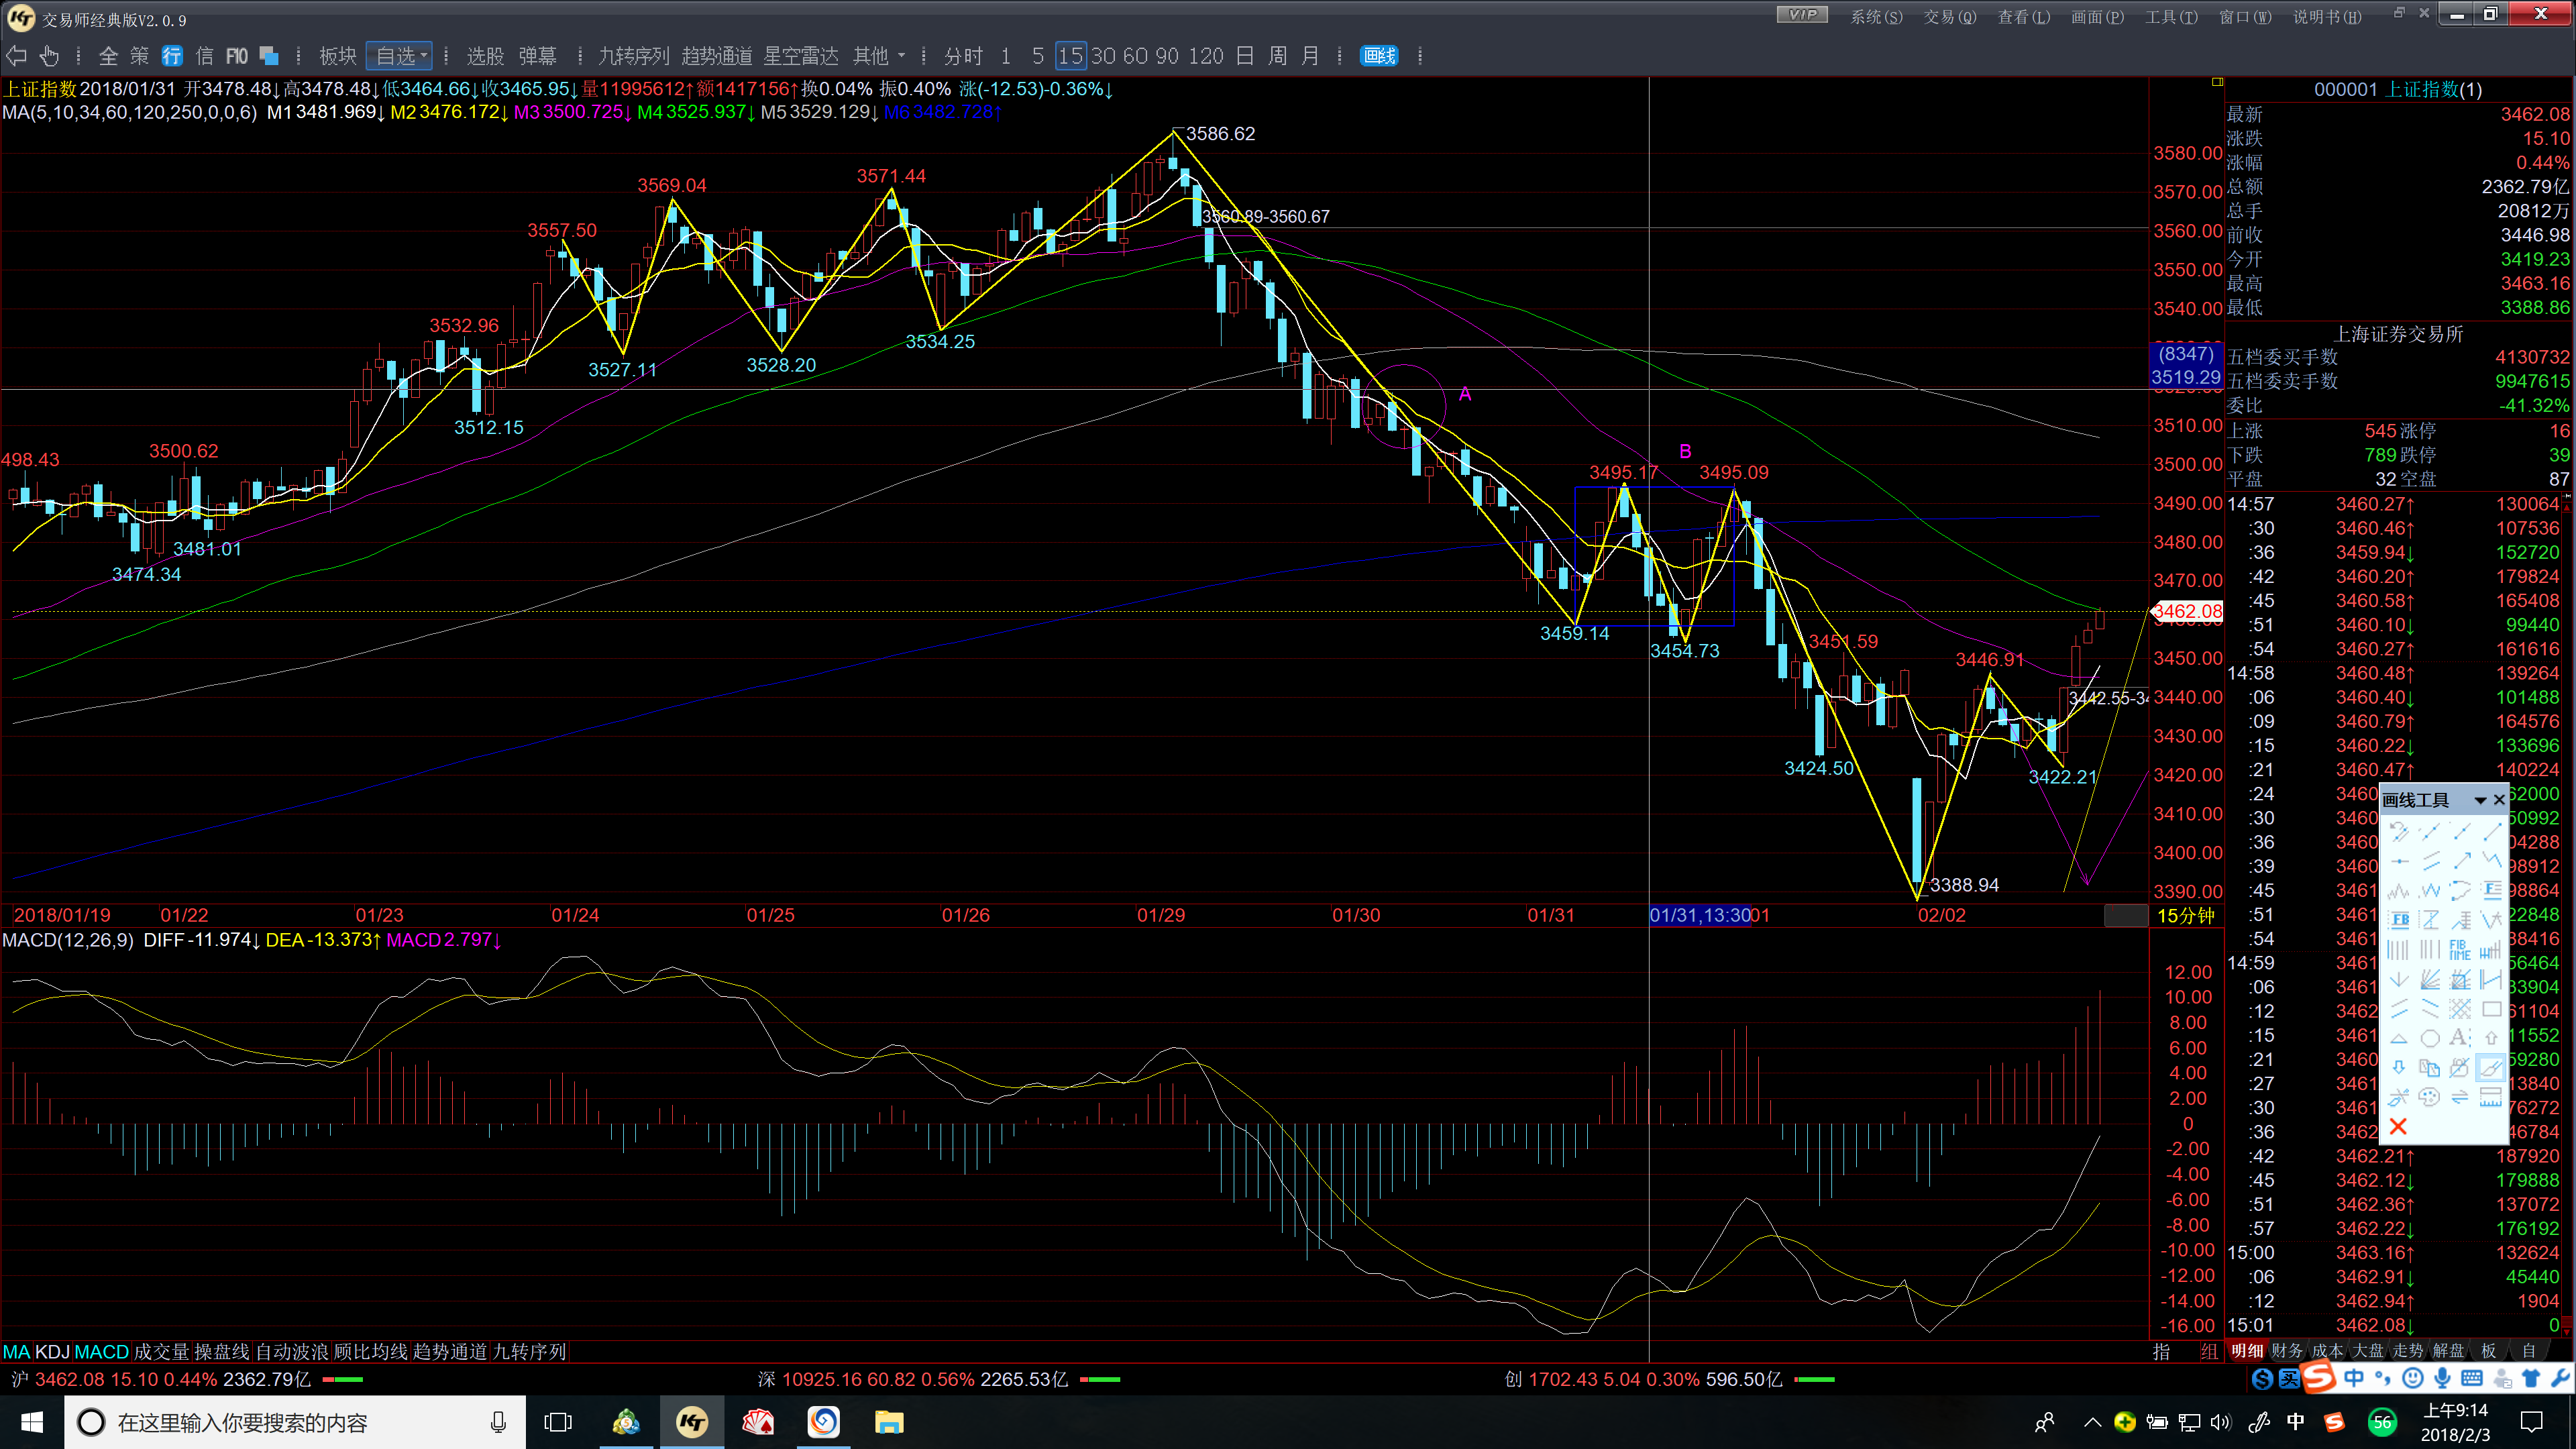 交易师经典版V2.0.9
VIP 系统(S) 交易(Q) 查看(L) 画面(P) 工具(T) 窗口(W) 说明书(H)
全 策 行 信 F10 板块 自选 选股 弹幕 九转序列 趋势通道 星空雷达 其他 分时 1 5 15 30 60 90 120 日 周 月 画线
上证指数2018/01/31 开3478.48↓高3478.48↓低3464.66↓收3465.95↓量11995612↑额1417156↑换0.04% 振0.40% 涨(-12.53)-0.36%↓
MA(5,10,34,60,120,250,0,0,6) M1 3481.969↓ M2 3476.172↓ M3 3500.725↓ M4 3525.937↓ M5 3529.129↓ M6 3482.728↑
3586.62
3571.44
3569.04
3560.89-3560.67
3557.50
3532.96
3534.25
3528.20
3527.11
3512.15
A
B
498.43
3500.62
3495.17
3495.09
3481.01
3474.34
3459.14
3454.73
3451.59
3446.91
3442.55-34
3424.50
3422.21
3388.94
3580.00
3570.00
3560.00
3550.00
3540.00
(8347)
3519.29
3510.00
3500.00
3490.00
3480.00
3470.00
3462.08
3450.00
3440.00
3430.00
3420.00
3410.00
3400.00
3390.00
2018/01/19 01/22 01/23 01/24 01/25 01/26 01/29 01/30 01/31 01/31,13:30 01 02/02 15分钟
MACD(12,26,9) DIFF-11.974↓ DEA-13.373↑ MACD2.797↓
12.00
10.00
8.00
6.00
4.00
2.00
0
-2.00
-4.00
-6.00
-8.00
-10.00
-12.00
-14.00
-16.00
MA KDJ MACD 成交量 操盘线 自动波浪 顾比均线 趋势通道 九转序列 指 组
000001 上证指数(1)
最新 3462.08
涨跌 15.10
涨幅 0.44%
总额 2362.79亿
总手 20812万
前收 3446.98
今开 3419.23
最高 3463.16
最低 3388.86
上海证券交易所
五档委买手数 4130732
五档委卖手数 9947615
委比 -41.32%
上涨 545 涨停 16
下跌 789 跌停 39
平盘 32 空盘 87
14:57 3460.27↑ 130064
:30 3460.46↑ 107536
:36 3459.94↓ 152720
:42 3460.20↑ 179824
:45 3460.58↑ 165408
:51 3460.10↓ 99440
:54 3460.27↑ 161616
14:58 3460.48↑ 139264
:06 3460.40↓ 101488
:09 3460.79↑ 164576
:15 3460.22↓ 133696
:21 3460.47↑ 140224
:24 3460 62000
:30 3460 50992
:36 3460 04288
:39 3460 98912
:45 3461 98864
:51 3461 22848
:54 3461 38416
14:59 3461 56464
:06 3461 33904
:12 3462 61104
:15 3461 11552
:21 3460 59280
:27 3461 13840
:30 3461 76272
:36 3462 46784
:42 3462.21↑ 187920
:45 3462.12↓ 179888
:51 3462.36↑ 137072
:57 3462.22↓ 176192
15:00 3463.16↑ 132624
:06 3462.91↓ 45440
:12 3462.94↑ 1904
15:01 3462.08↓ 0
画线工具
FB
FIB TIME
明细 财务 成本 大盘 走势 解盘 板 自
沪 3462.08 15.10 0.44% 2362.79亿 深 10925.16 60.82 0.56% 2265.53亿 创 1702.43 5.04 0.30% 596.50亿
买 中
在这里输入你要搜索的内容
中 56 上午9:14
2018/2/3